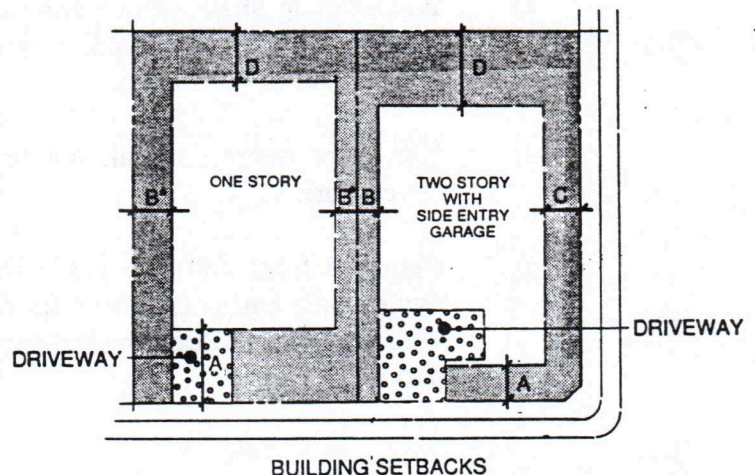 D
D
ONE STORY
TWO STORY
WITH
SIDE ENTRY
GARAGE
B*
B*
B
C
DRIVEWAY
A
DRIVEWAY
A
BUILDING SETBACKS